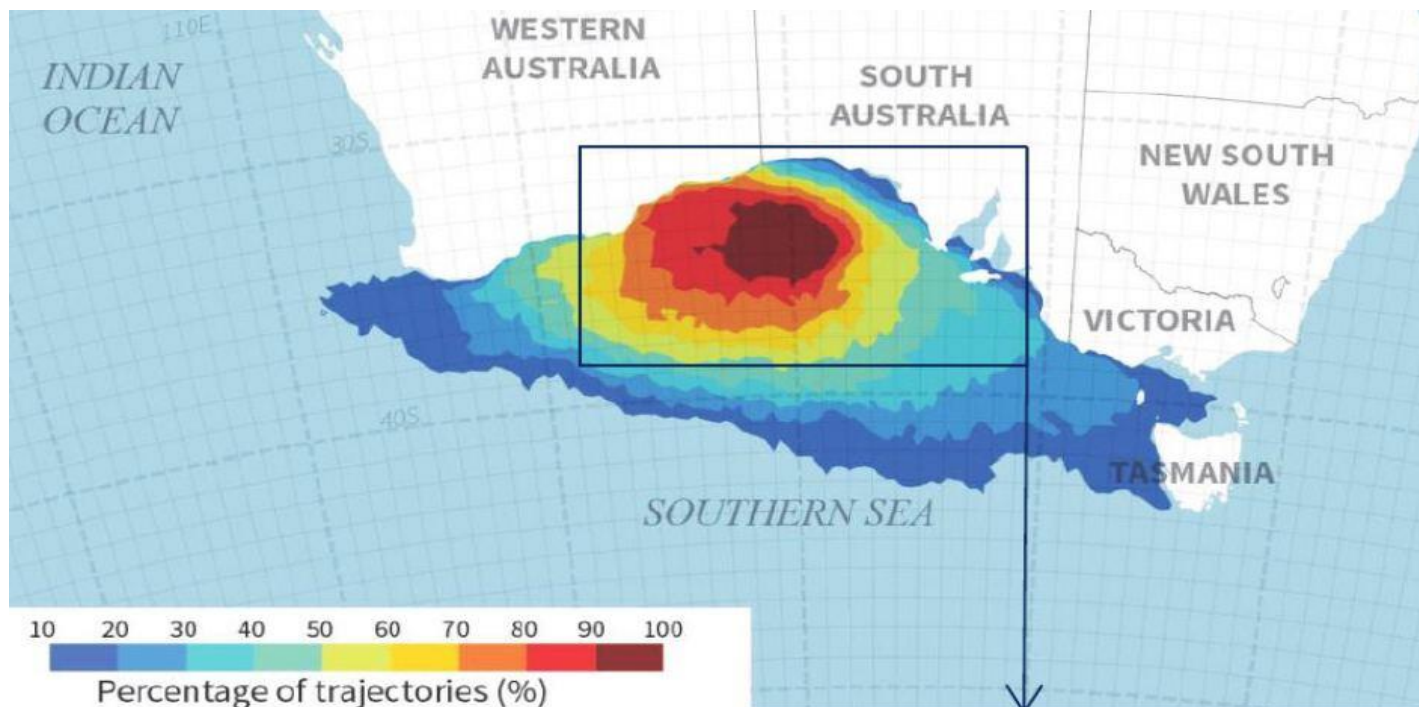 110E
WESTERN
AUSTRALIA
INDIAN
OCEAN
SOUTH
AUSTRALIA
30S
NEW SOUTH
WALES
VICTORIA
40S
TASMANIA
SOUTHERN SEA
10 20 30 40 50 60 70 80 90 100
Percentage of trajectories (%)